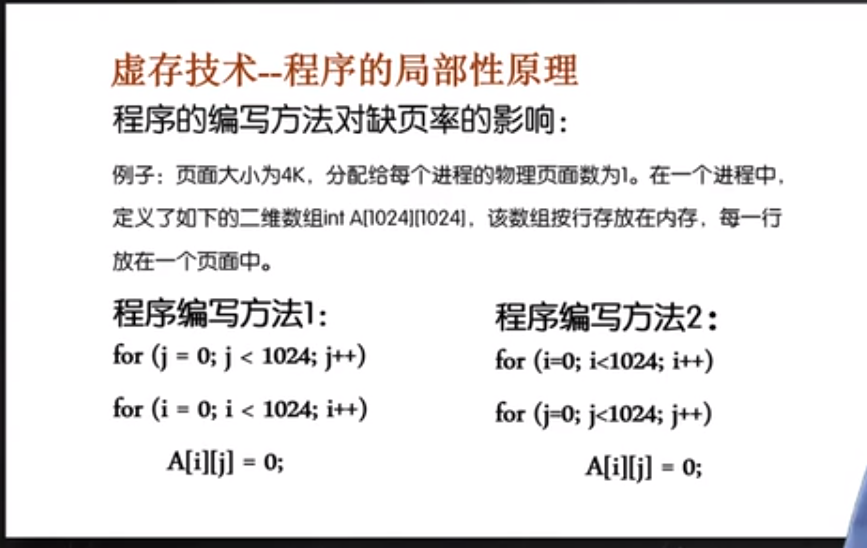 虚存技术--程序的局部性原理
程序的编写方法对缺页率的影响：
例子：页面大小为4K，分配给每个进程的物理页面数为1。在一个进程中，
定义了如下的二维数组int A[1024][1024]，该数组按行存放在内存，每一行
放在一个页面中。
程序编写方法1：
for (j = 0; j < 1024; j++)
for (i = 0; i < 1024; i++)
A[i][j] = 0;
程序编写方法2：
for (i=0; i<1024; i++)
for (j=0; j<1024; j++)
A[i][j] = 0;